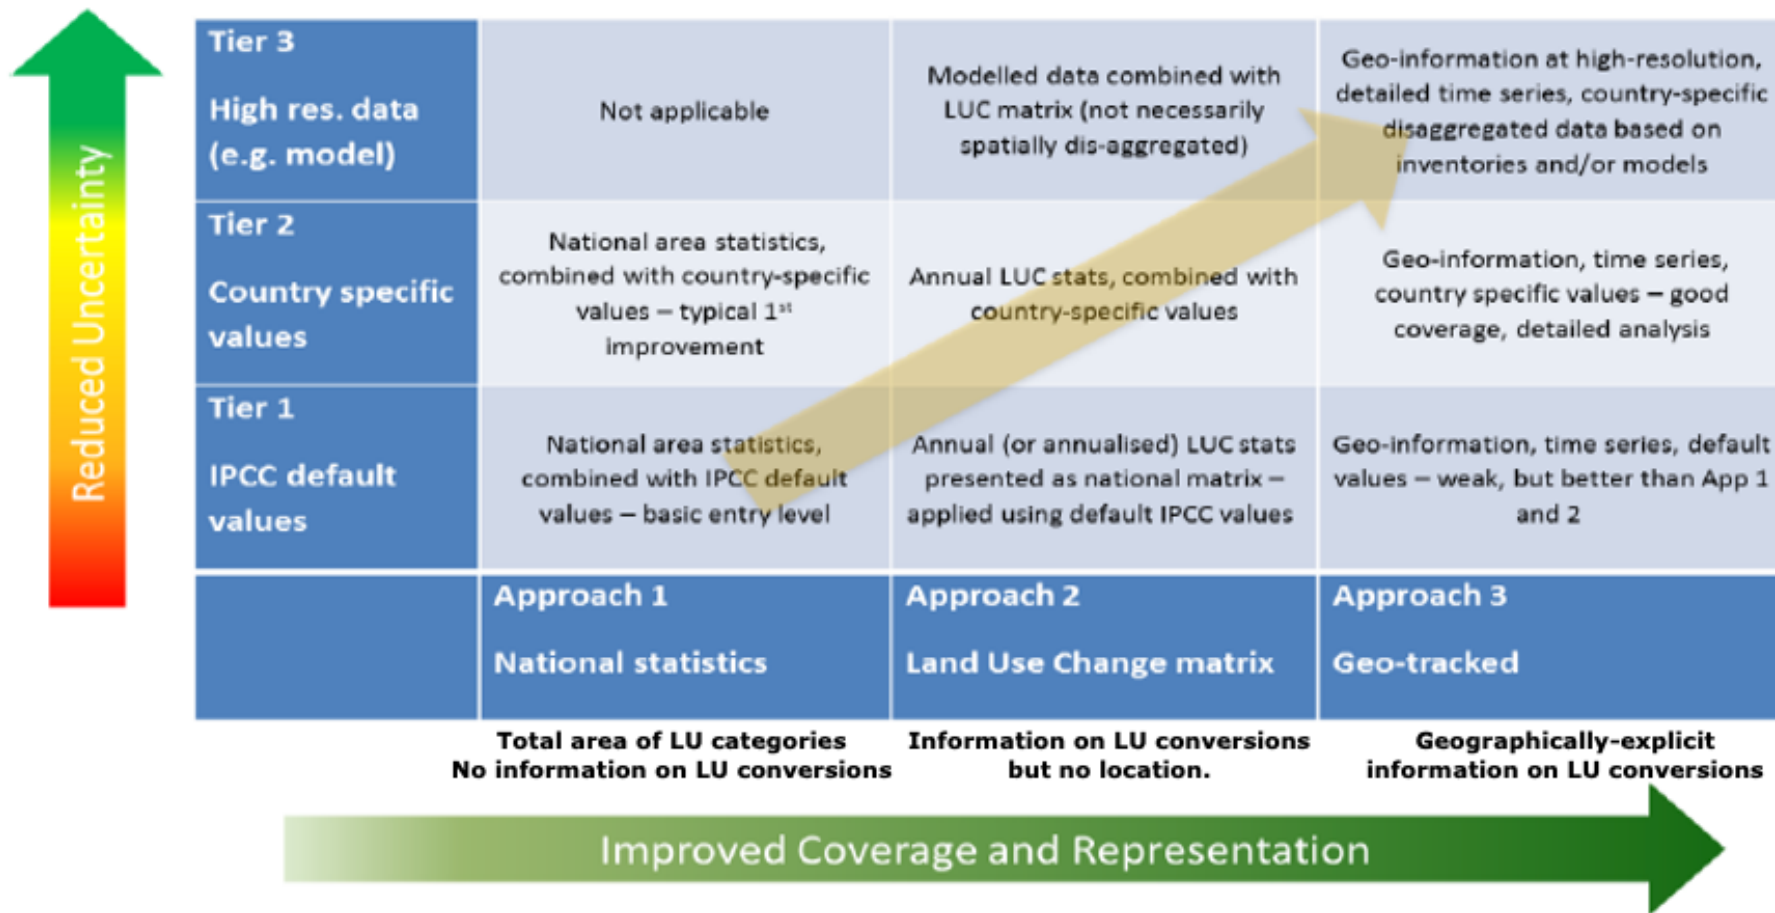 Reduced Uncertainty
Tier 3
High res. data
(e.g. model)
Not applicable
Modelled data combined with
LUC matrix (not necessarily
spatially dis-aggregated)
Geo-information at high-resolution,
detailed time series, country-specific
disaggregated data based on
inventories and/or models
Tier 2
Country specific
values
National area statistics,
combined with country-specific
values – typical 1st
improvement
Annual LUC stats, combined with
country-specific values
Geo-information, time series,
country specific values – good
coverage, detailed analysis
Tier 1
IPCC default
values
National area statistics,
combined with IPCC default
values – basic entry level
Annual (or annualised) LUC stats
presented as national matrix –
applied using default IPCC values
Geo-information, time series, default
values – weak, but better than App 1
and 2
Approach 1
National statistics
Approach 2
Land Use Change matrix
Approach 3
Geo-tracked
Total area of LU categories
No information on LU conversions
Information on LU conversions
but no location.
Geographically-explicit
information on LU conversions
Improved Coverage and Representation